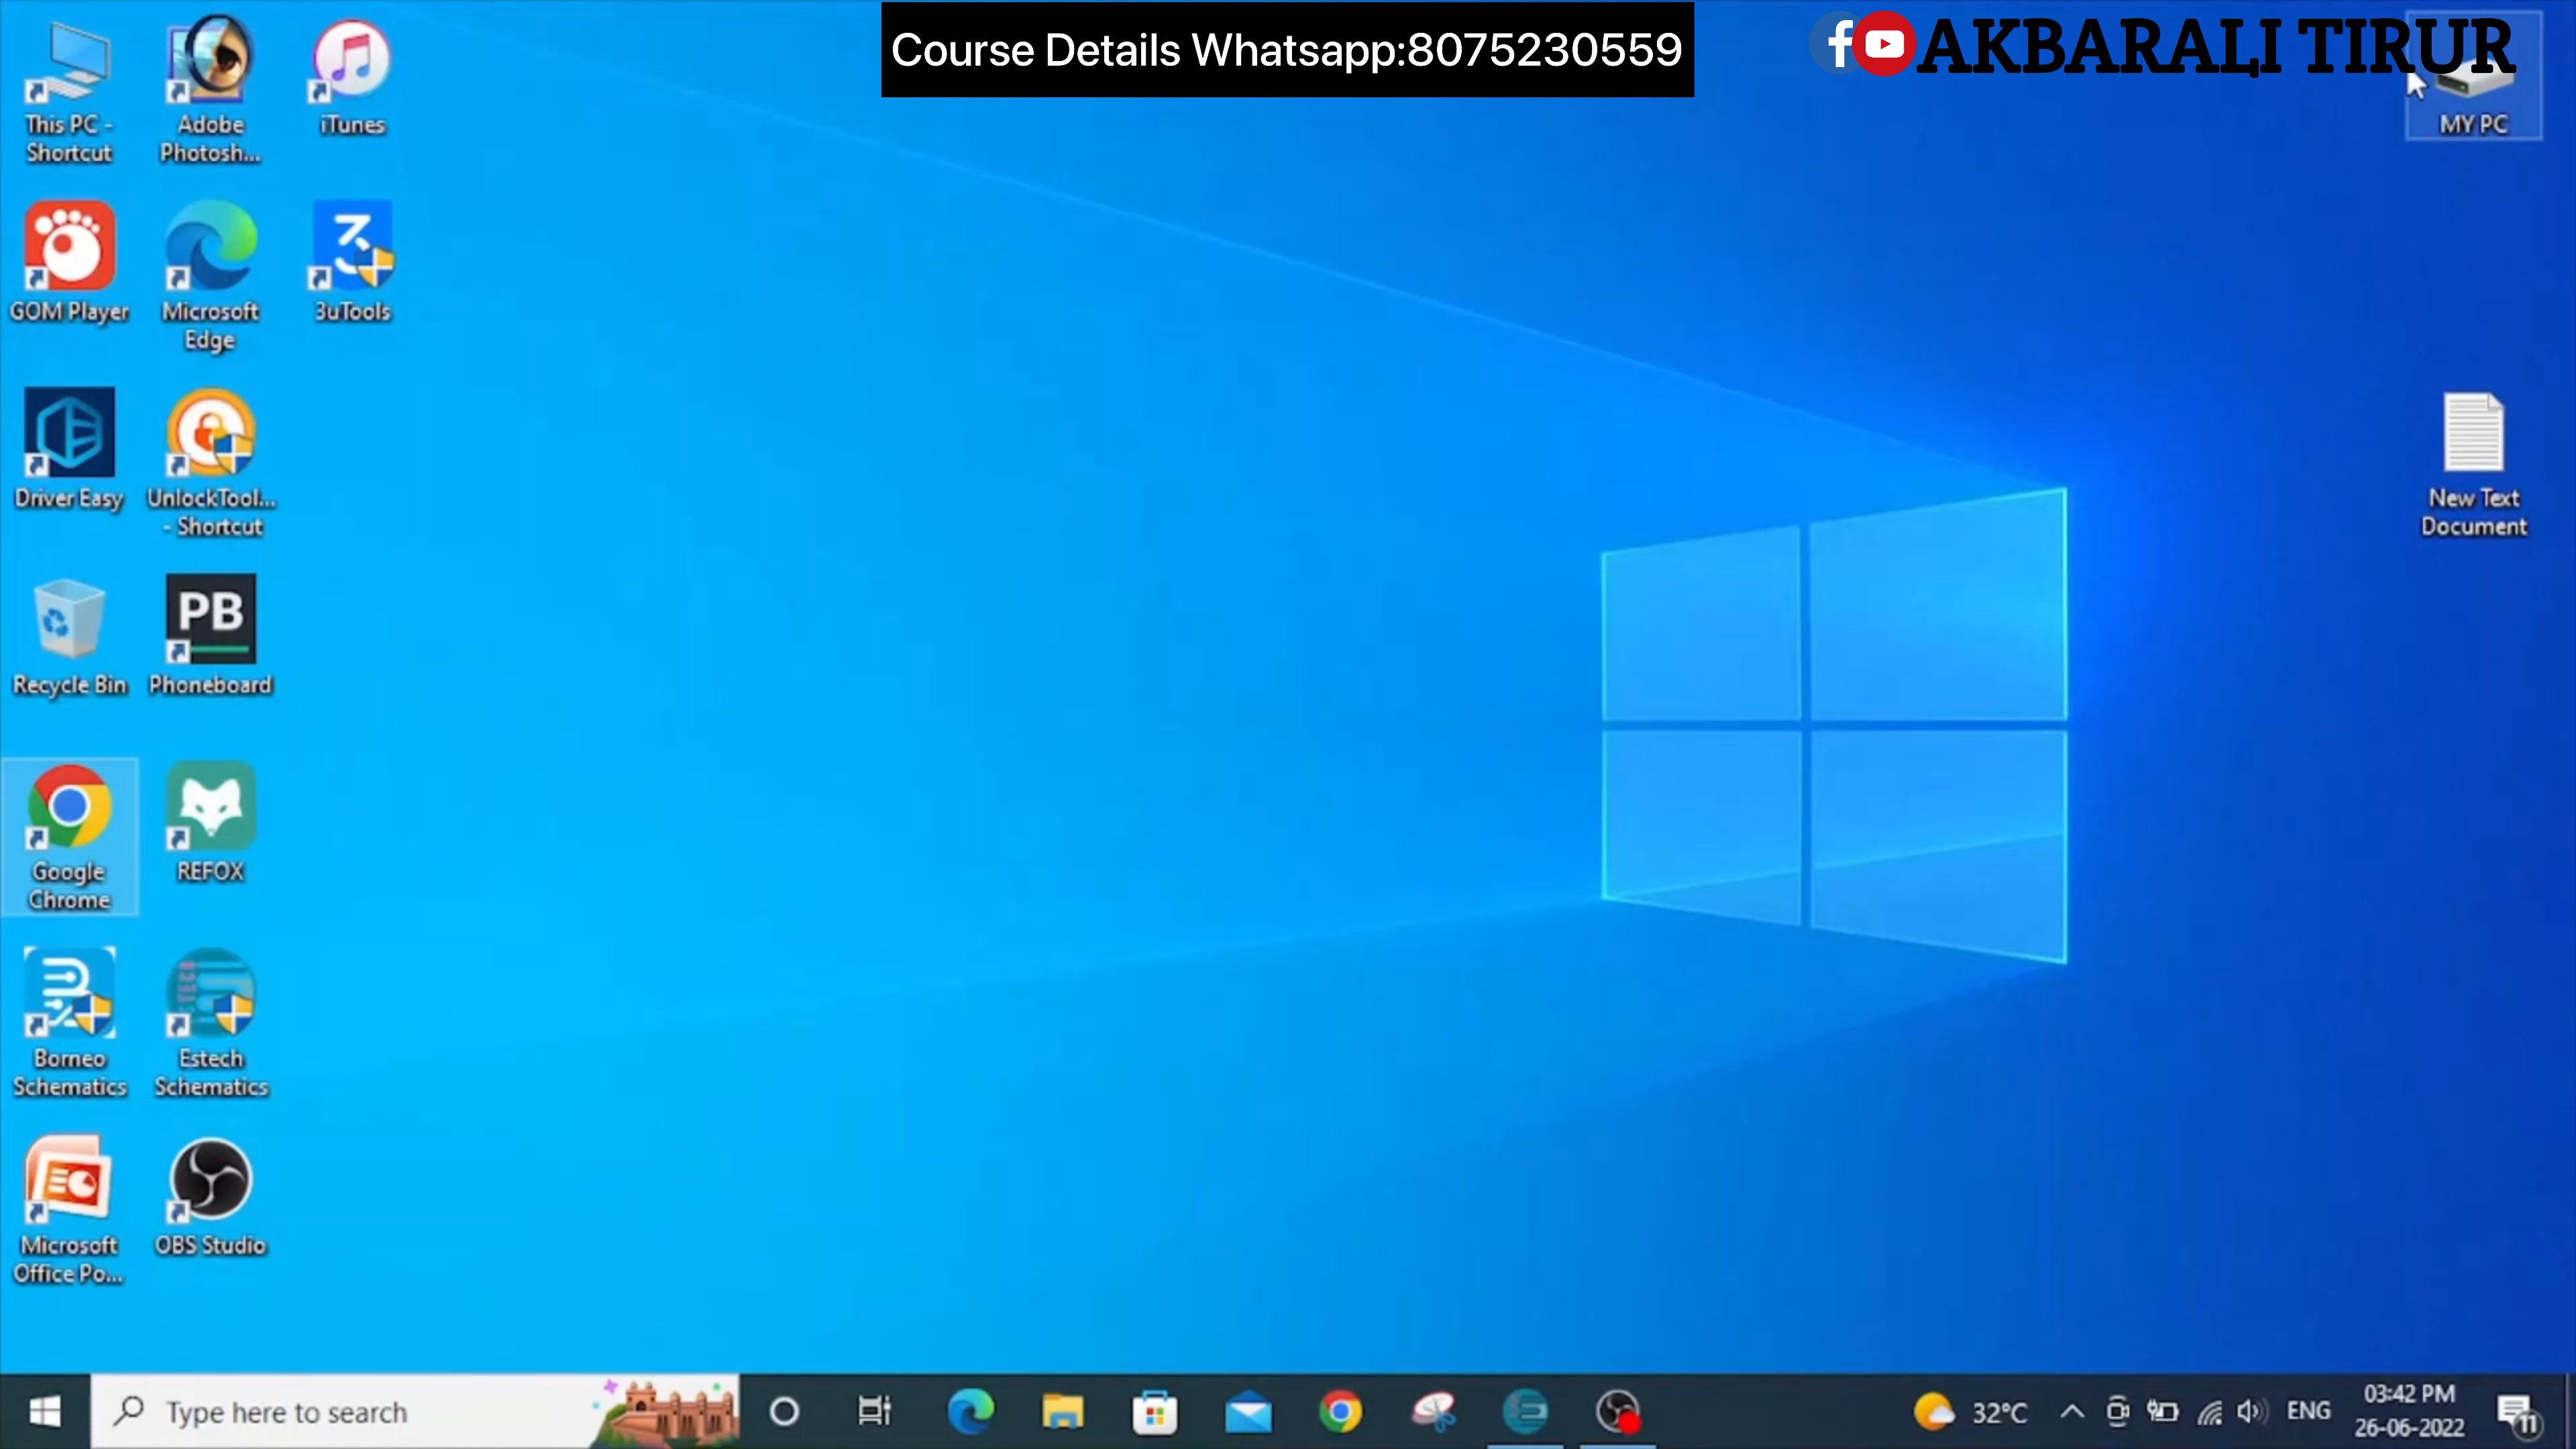 Course Details Whatsapp:8075230559
AKBARALI TIRUR
This PC -
Shortcut
Adobe
Photosh...
iTunes
MY PC
GOM Player
Microsoft
Edge
3uTools
Driver Easy
UnlockTool...
- Shortcut
New Text
Document
Recycle Bin
PB
Phoneboard
Google
Chrome
REFOX
Borneo
Schematics
Estech
Schematics
Microsoft
Office Po...
OBS Studio
Type here to search
32°C
ENG
03:42 PM
26-06-2022
11